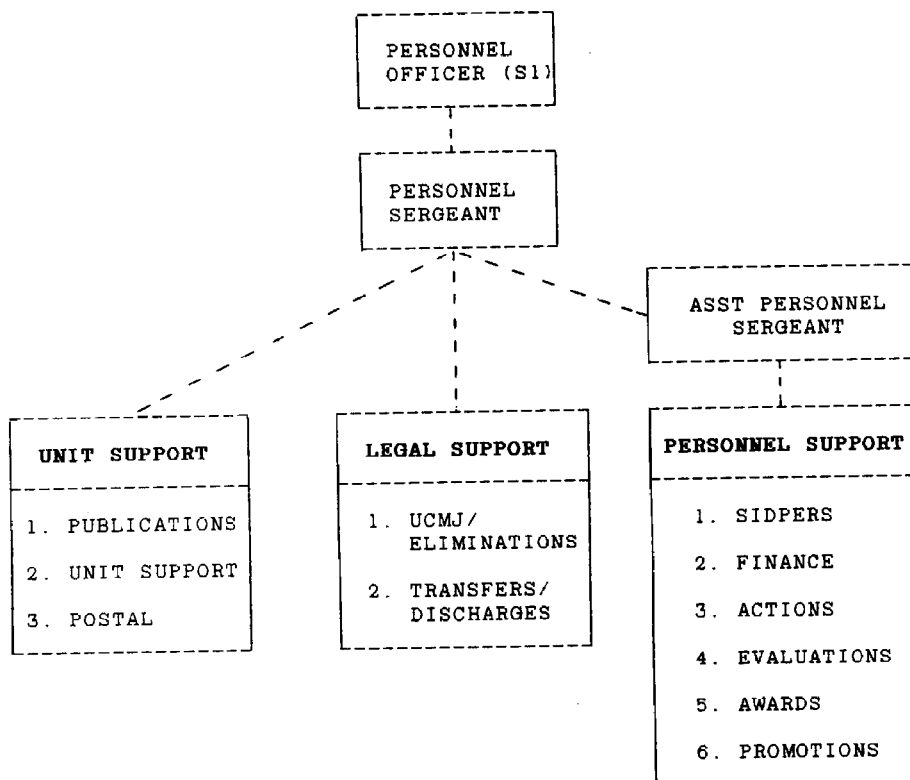 PERSONNEL
OFFICER (S1)
PERSONNEL
SERGEANT
ASST PERSONNEL
SERGEANT
UNIT SUPPORT
1. PUBLICATIONS
2. UNIT SUPPORT
3. POSTAL
LEGAL SUPPORT
1. UCMJ/
ELIMINATIONS
2. TRANSFERS/
DISCHARGES
PERSONNEL SUPPORT
1. SIDPERS
2. FINANCE
3. ACTIONS
4. EVALUATIONS
5. AWARDS
6. PROMOTIONS